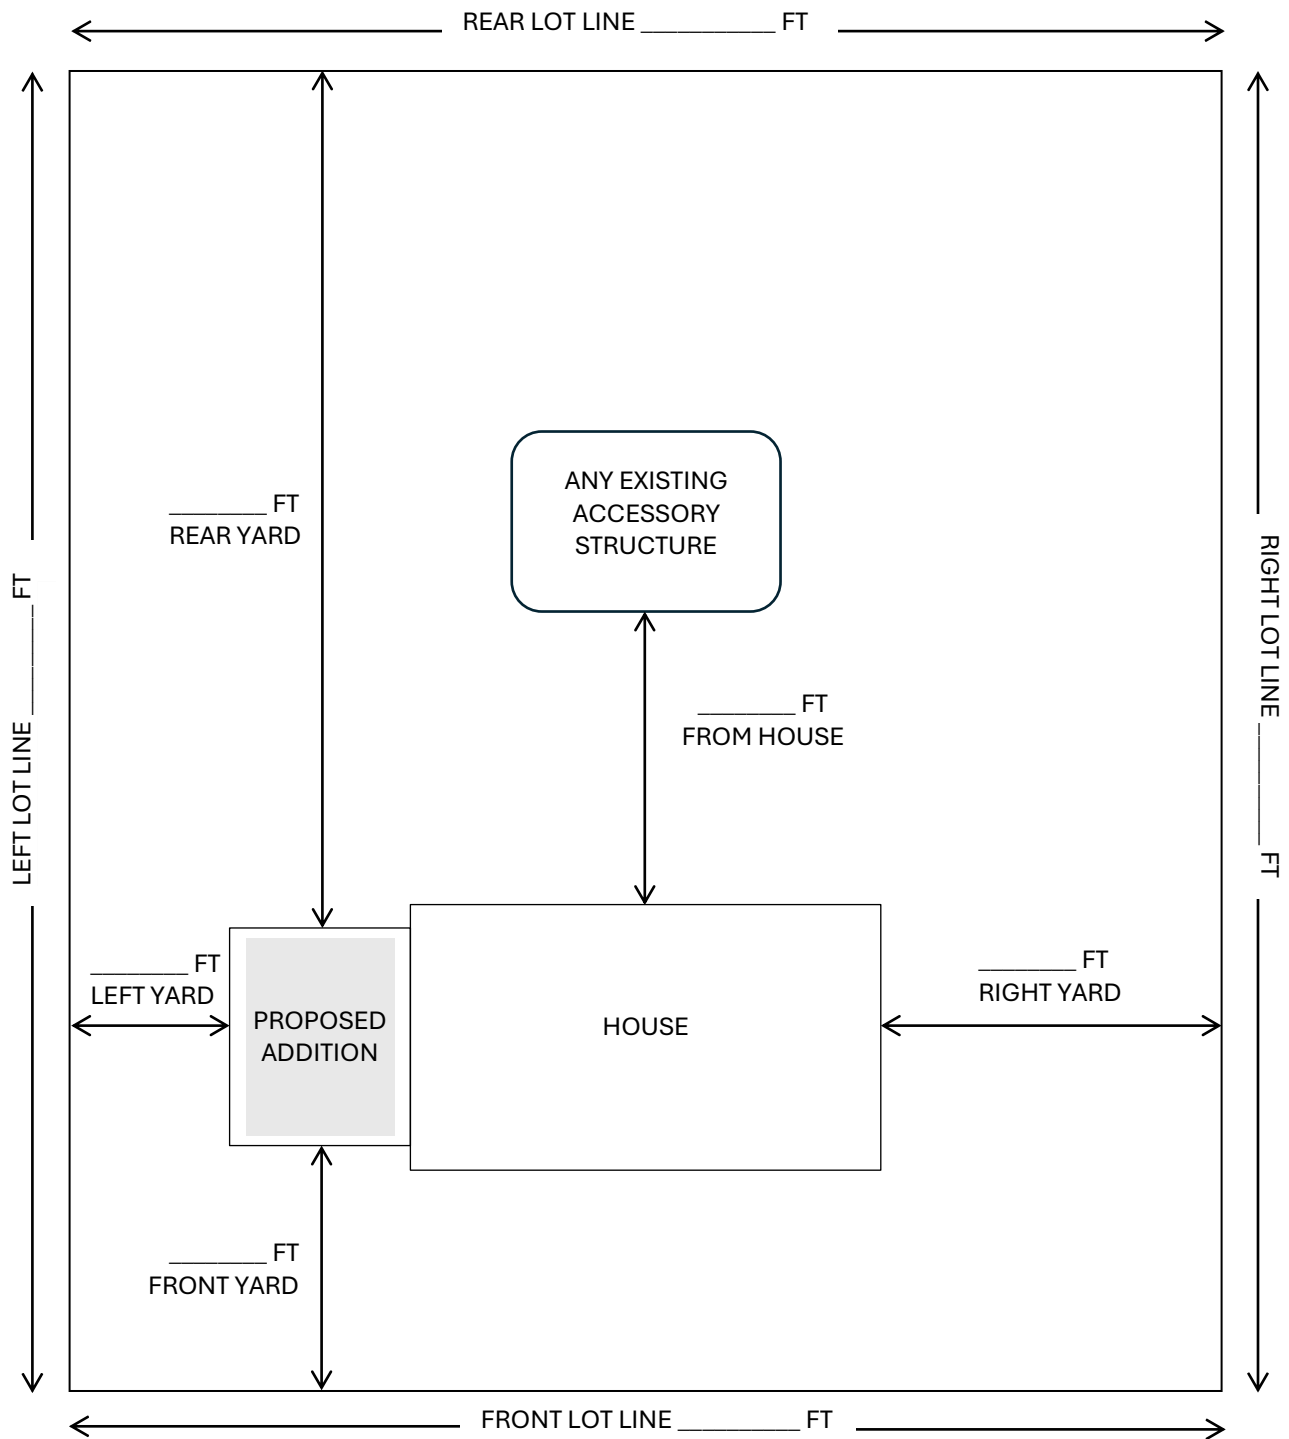 REAR LOT LINE ___________ FT
________ FT
REAR YARD
ANY EXISTING
ACCESSORY
STRUCTURE
LEFT LOT LINE _________ FT
RIGHT LOT LINE __________ FT
________ FT
FROM HOUSE
________ FT
LEFT YARD
________ FT
RIGHT YARD
PROPOSED
ADDITION
HOUSE
________ FT
FRONT YARD
FRONT LOT LINE __________ FT